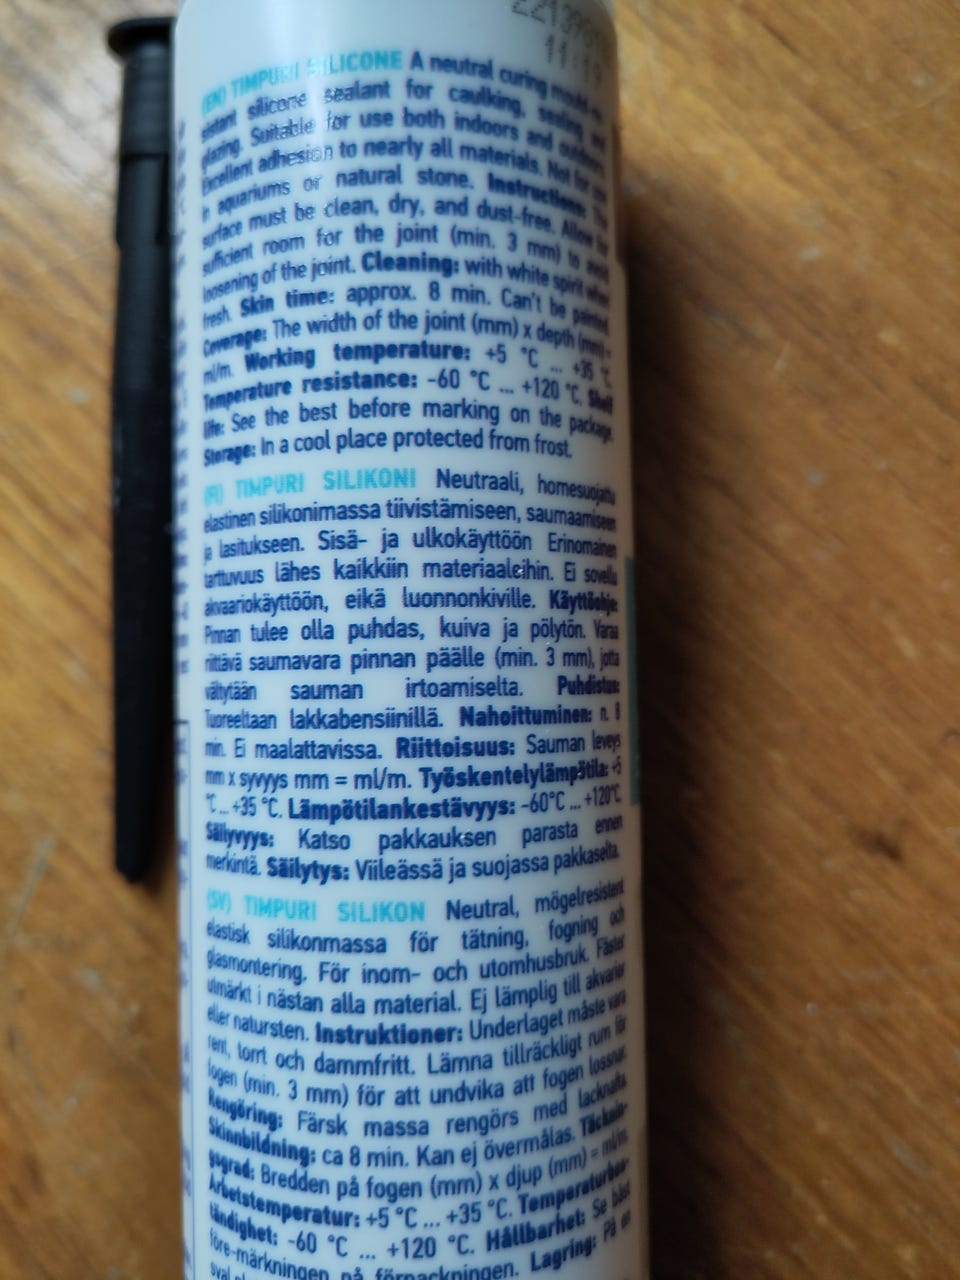 11:19
(EN) TIMPURI SILICONE A neutral curing mould-re-
sistant silicone sealant for caulking, sealing and
glazing. Suitable for use both indoors and outdoors.
Excellent adhesion to nearly all materials. Not for use
in aquariums or natural stone. Instructions: The
surface must be clean, dry, and dust-free. Allow for
sufficient room for the joint (min. 3 mm) to avoid
loosening of the joint. Cleaning: with white spirit when
fresh. Skin time: approx. 8 min. Can't be painted.
Coverage: The width of the joint (mm) x depth (mm) =
ml/m. Working temperature: +5 °C ... +35 °C.
Temperature resistance: -60 °C ... +120 °C. Shelf
life: See the best before marking on the package.
Storage: In a cool place protected from frost.
(FI) TIMPURI SILIKONI Neutraali, homesuojattu
elastinen silikonimassa tiivistämiseen, saumaamiseen
ja lasitukseen. Sisä- ja ulkokäyttöön Erinomainen
tarttuvuus lähes kaikkiin materiaaleihin. Ei sovellu
akvaariokäyttöön, eikä luonnonkiville. Käyttöohje:
Pinnan tulee olla puhdas, kuiva ja pölytön. Varaa
riittävä saumavara pinnan päälle (min. 3 mm), jotta
vältytään sauman irtoamiselta. Puhdistus:
Tuoreeltaan lakkabensiinillä. Nahoittuminen: n. 8
min. Ei maalattavissa. Riittoisuus: Sauman leveys
mm x syvyys mm = ml/m. Työskentelylämpötila: +5
°C ... +35 °C. Lämpötilankestävyys: -60°C ... +120°C.
Säilyvyys: Katso pakkauksen parasta ennen
merkintä. Säilytys: Viileässä ja suojassa pakkaselta.
(SV) TIMPURI SILIKON Neutral, mögelresistent
elastisk silikonmassa för tätning, fogning och
glasmontering. För inom- och utomhusbruk. Fäster
utmärkt i nästan alla material. Ej lämplig till akvarier
eller natursten. Instruktioner: Underlaget måste vara
rent, torrt och dammfritt. Lämna tillräckligt rum för
fogen (min. 3 mm) för att undvika att fogen lossnar.
Rengöring: Färsk massa rengörs med lacknafta.
Skinnbildning: ca 8 min. Kan ej övermålas. Täcknin-
gsgrad: Bredden på fogen (mm) x djup (mm) = ml/m.
Arbetstemperatur: +5 °C ... +35 °C. Temperaturbes-
tändighet: -60 °C ... +120 °C. Hållbarhet: Se bäst
före-märkningen på förpackningen. Lagring: På en
sval